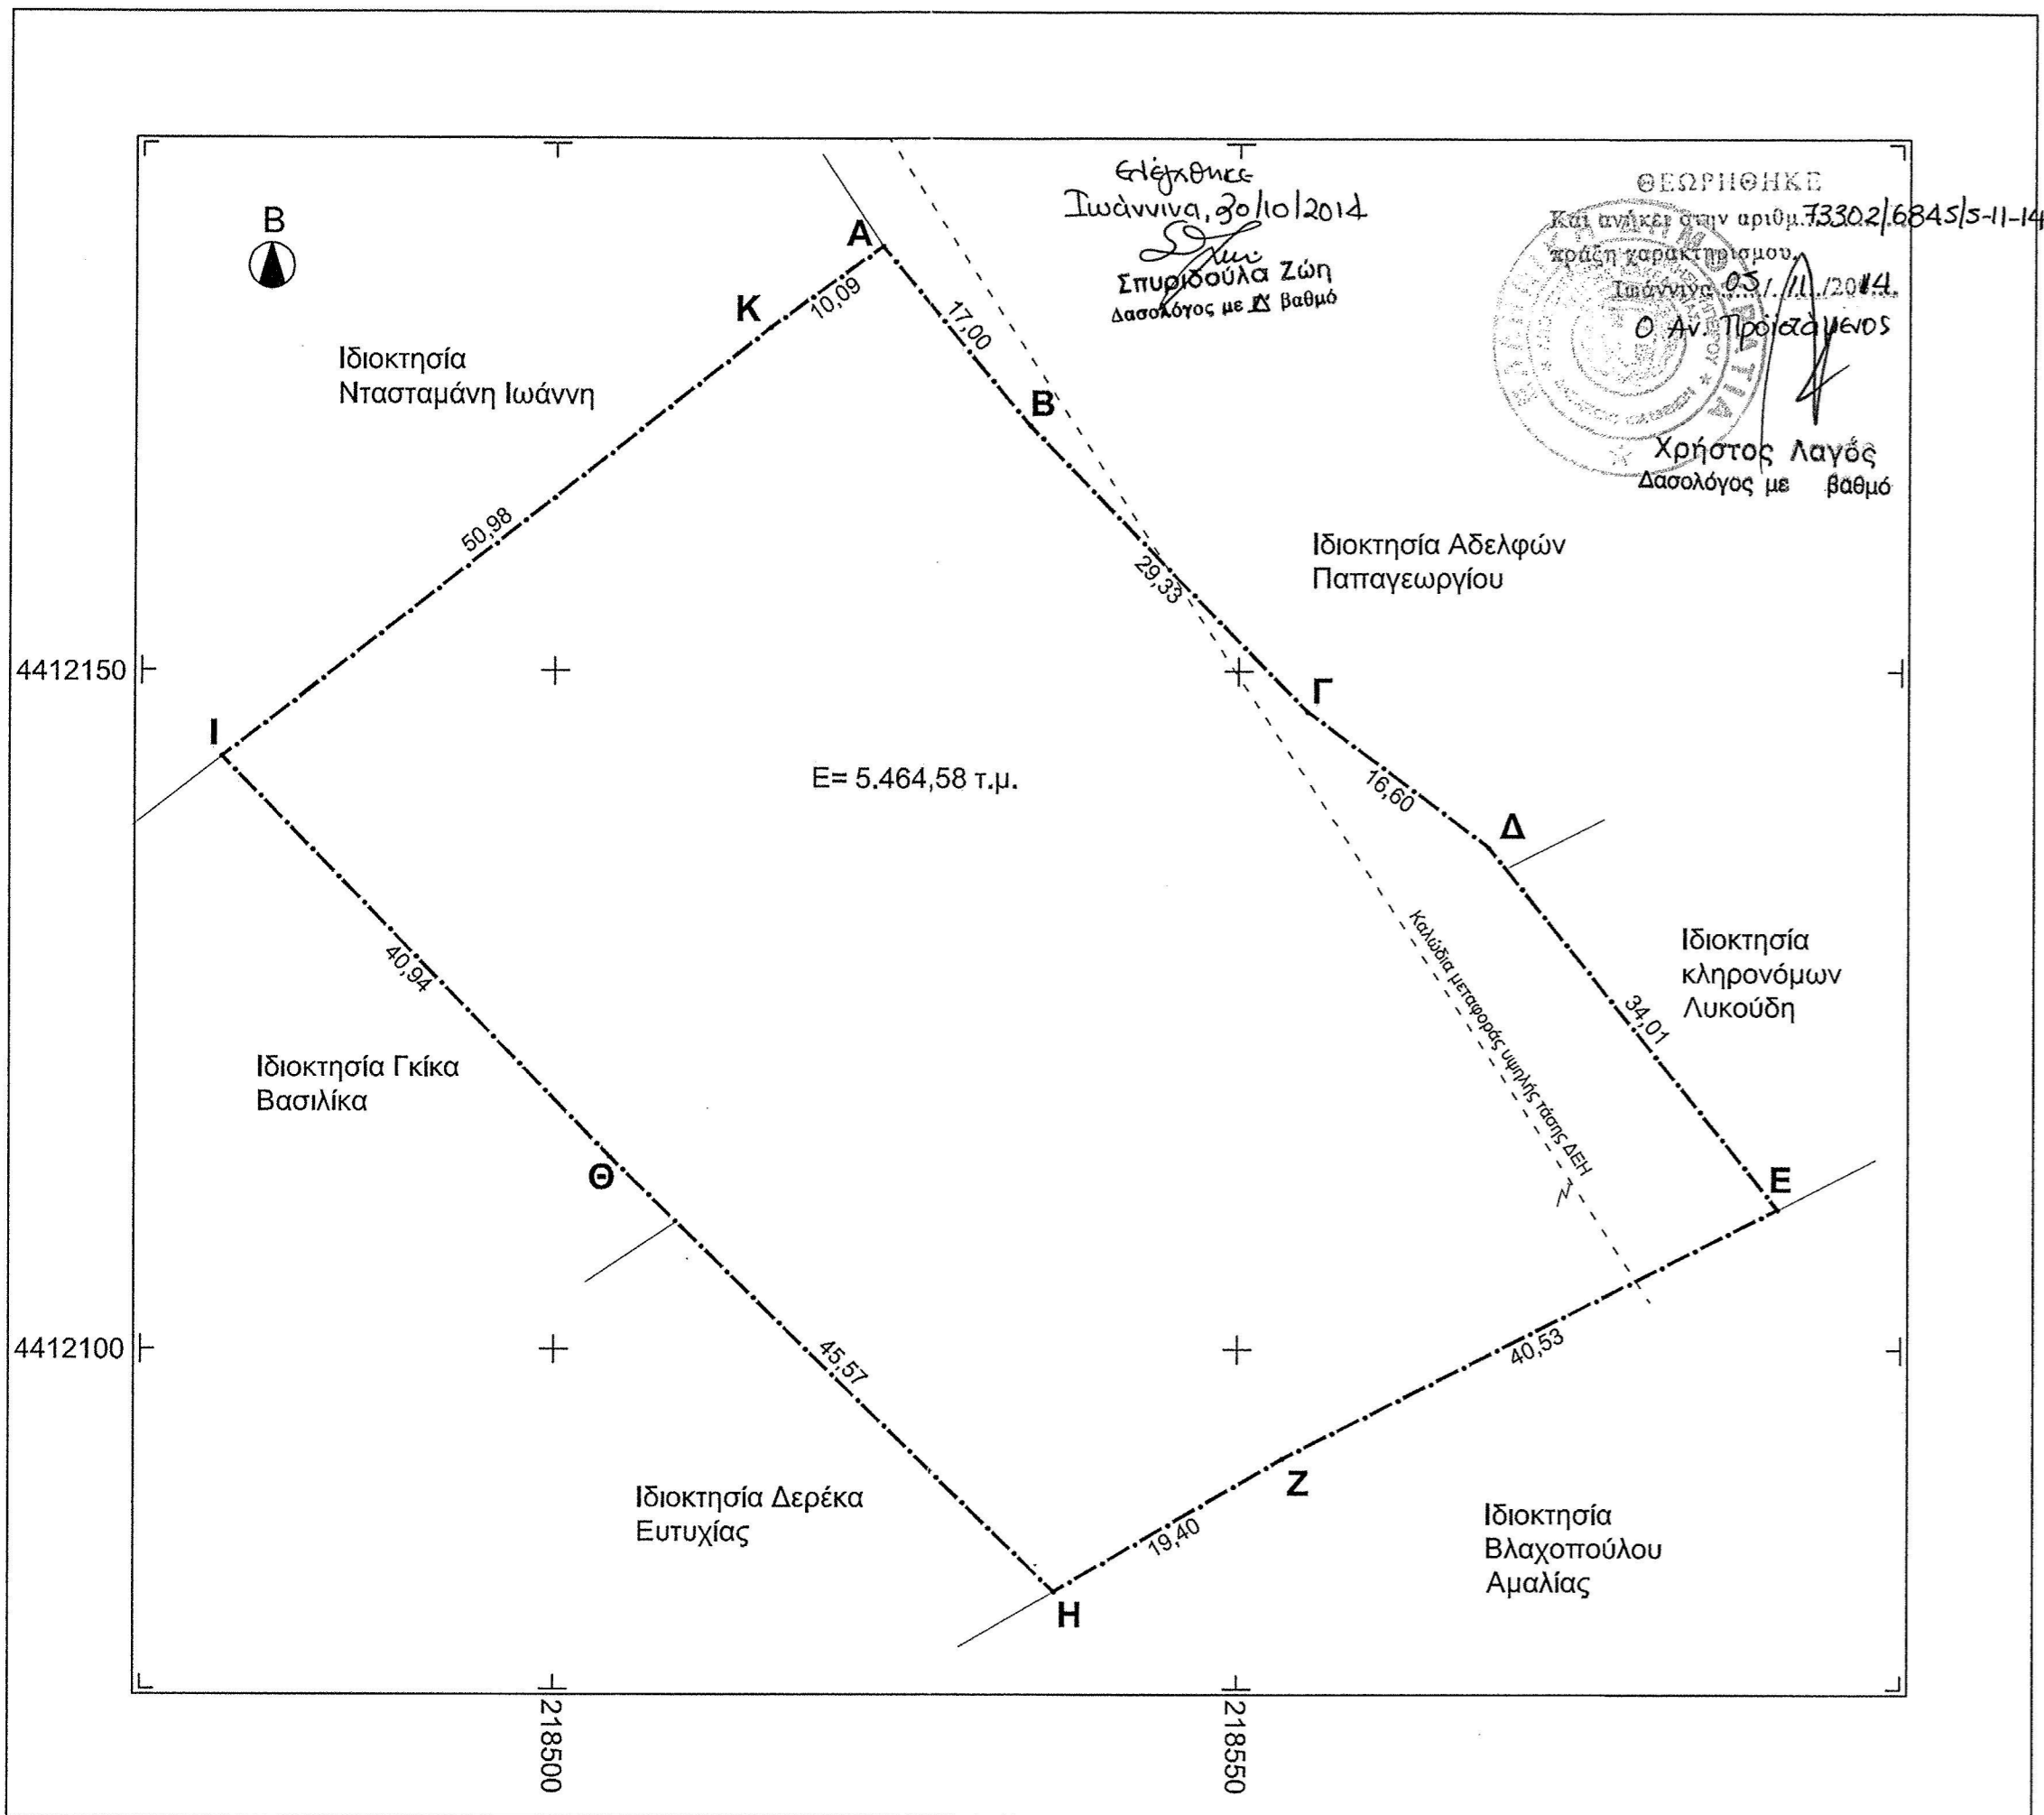 Β
Ελέγχθηκε
Ιωάννινα, 30/10/2014
Σπυριδούλα Ζώη
Δασολόγος με Δ΄ βαθμό
ΘΕΩΡΗΘΗΚΕ
Και ανήκει στην αριθμ. 73302/6845/5-11-14
πράξη χαρακτηρισμού.
Ιωάννινα 05/11/2014.
Ο Αν. Προϊστάμενος
Χρήστος Λαγός
Δασολόγος με βαθμό
Α
Κ
10,09
17,00
Β
Ιδιοκτησία
Ντασταμάνη Ιωάννη
50,98
29,33
Ιδιοκτησία Αδελφών
Παπαγεωργίου
4412150
Γ
Ι
Ε= 5.464,58 τ.μ.
16,60
Δ
Καλώδια μεταφοράς υψηλής τάσης ΔΕΗ
40,94
34,01
Ιδιοκτησία
κληρονόμων
Λυκούδη
Ιδιοκτησία Γκίκα
Βασιλίκα
Θ
Ε
4412100
45,57
40,53
Ζ
19,40
Ιδιοκτησία Δερέκα
Ευτυχίας
Ιδιοκτησία
Βλαχοπούλου
Αμαλίας
Η
218500
218550